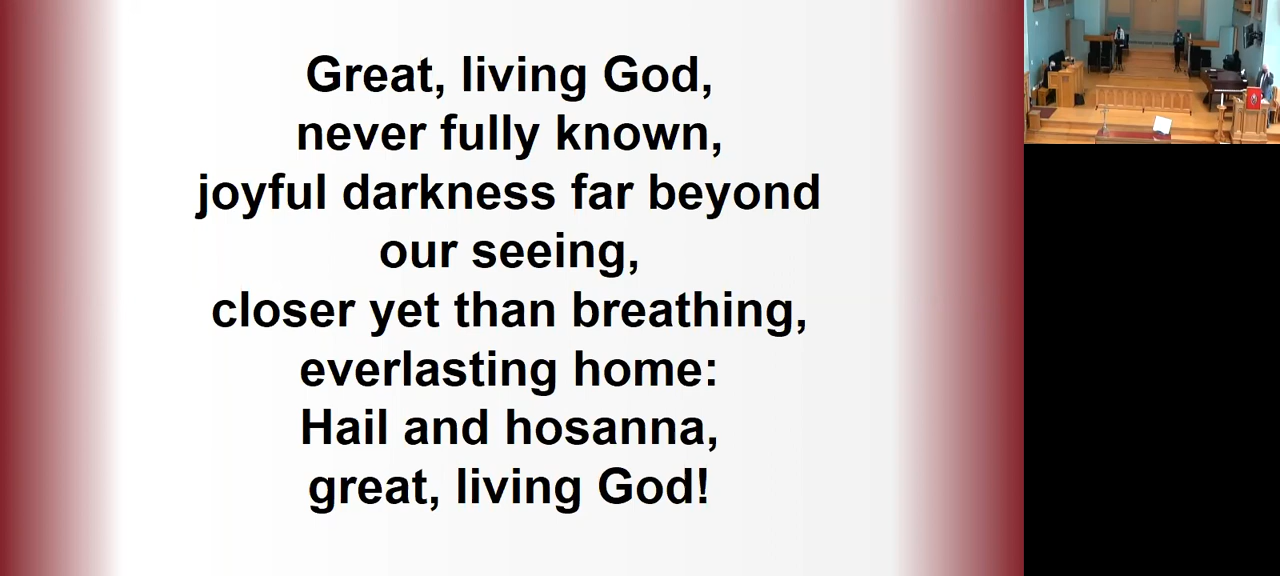 Great, living God,
never fully known,
joyful darkness far beyond
our seeing,
closer yet than breathing,
everlasting home:
Hail and hosanna,
great, living God!